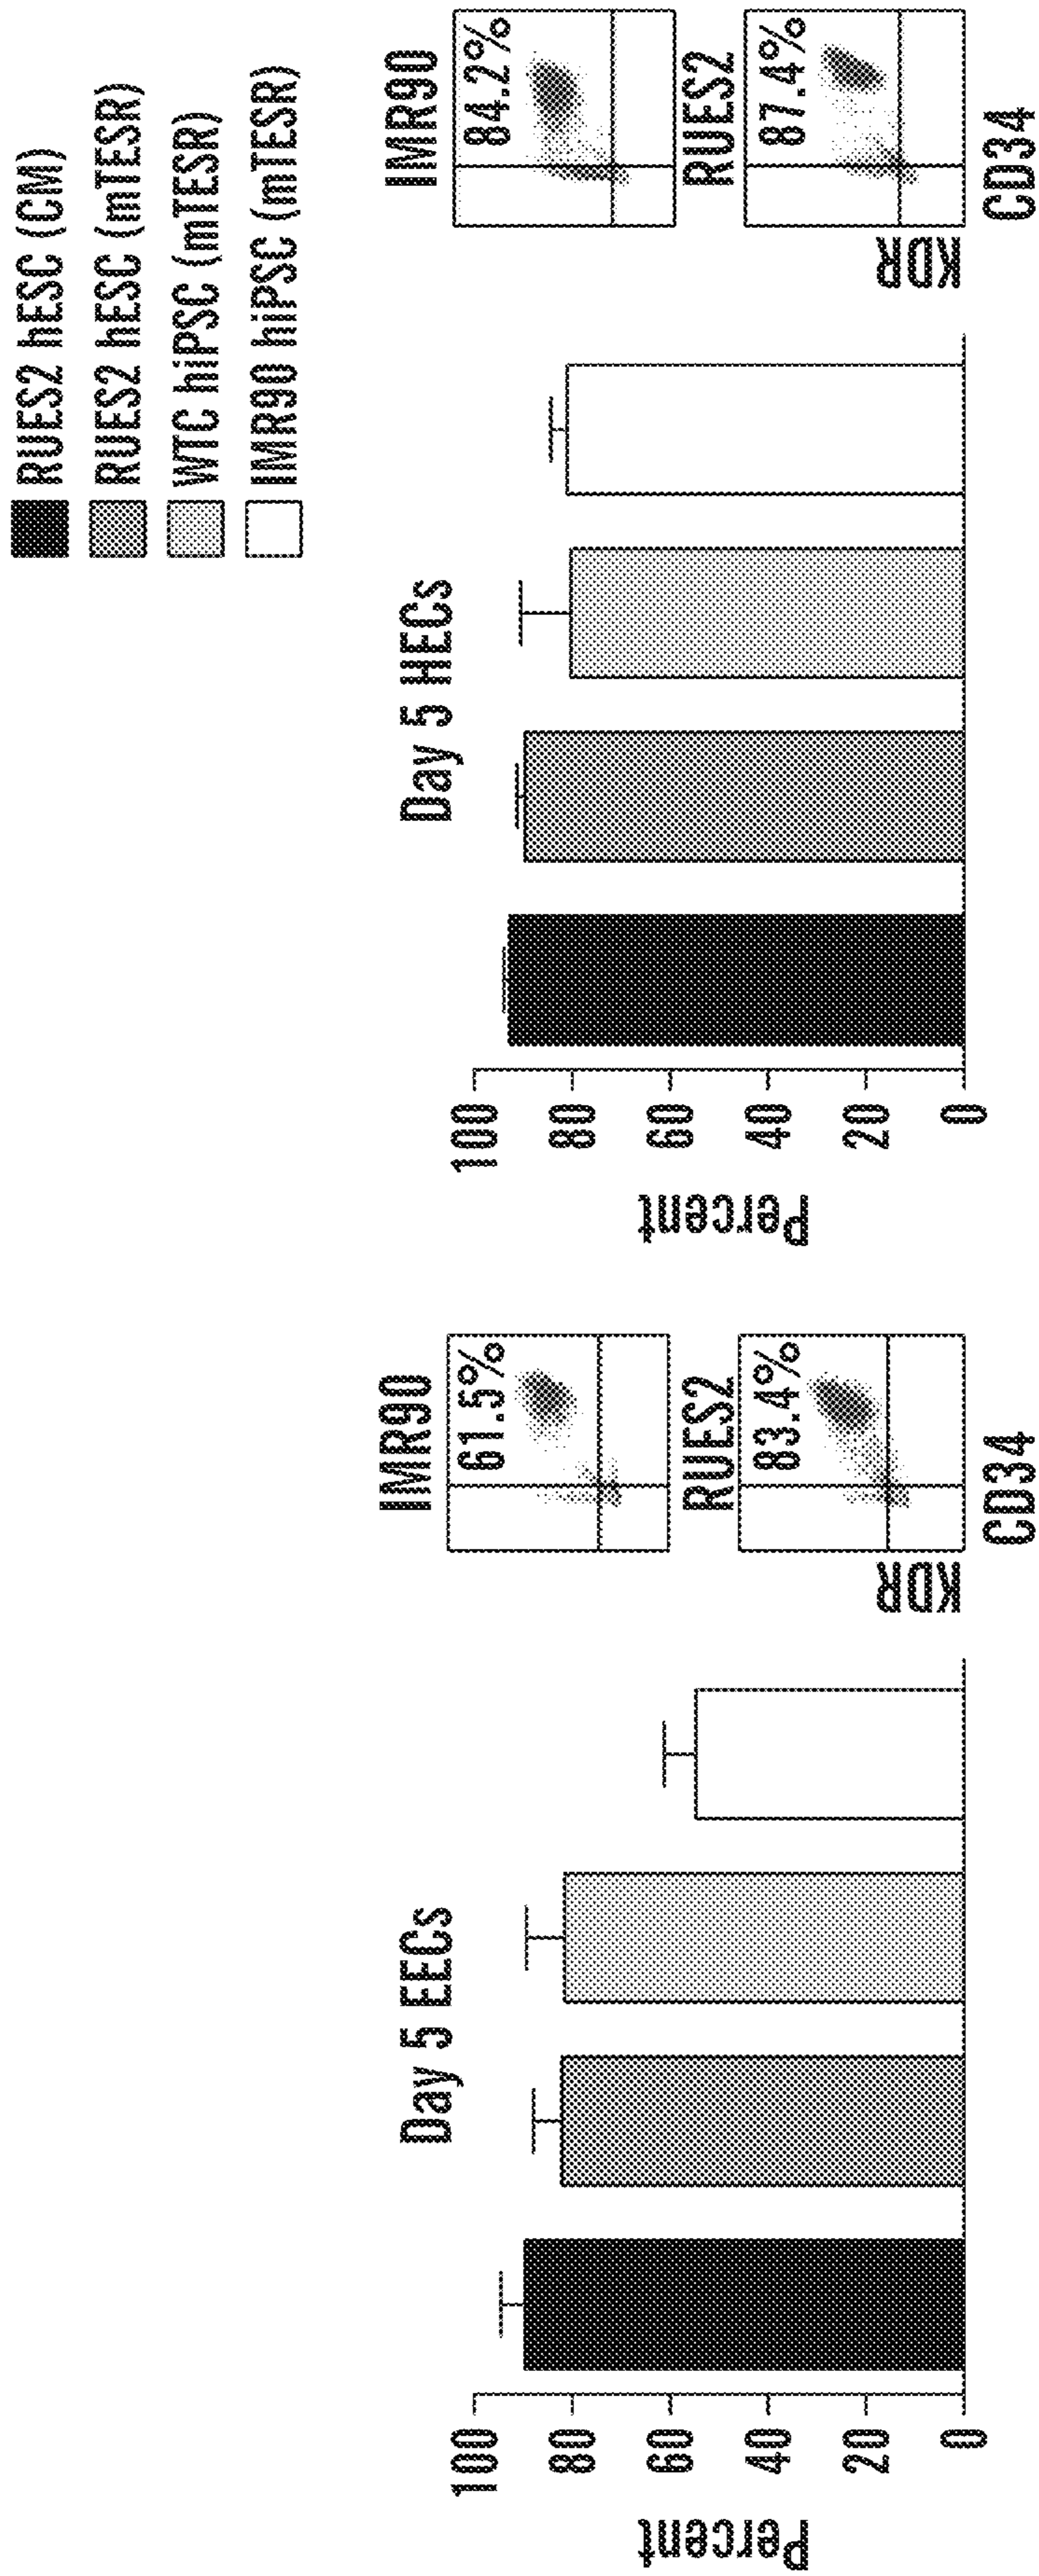 RUES2 hESC (CM)
RUES2 hESC (mTESR)
WTC hiPSC (mTESR)
IMR90 hiPSC (mTESR)
Day 5 EECs
Percent
100
80
60
40
20
0
IMR90
61.5%
RUES2
83.4%
KDR
CD34
Day 5 HECs
Percent
100
80
60
40
20
0
IMR90
84.2%
RUES2
87.4%
KDR
CD34